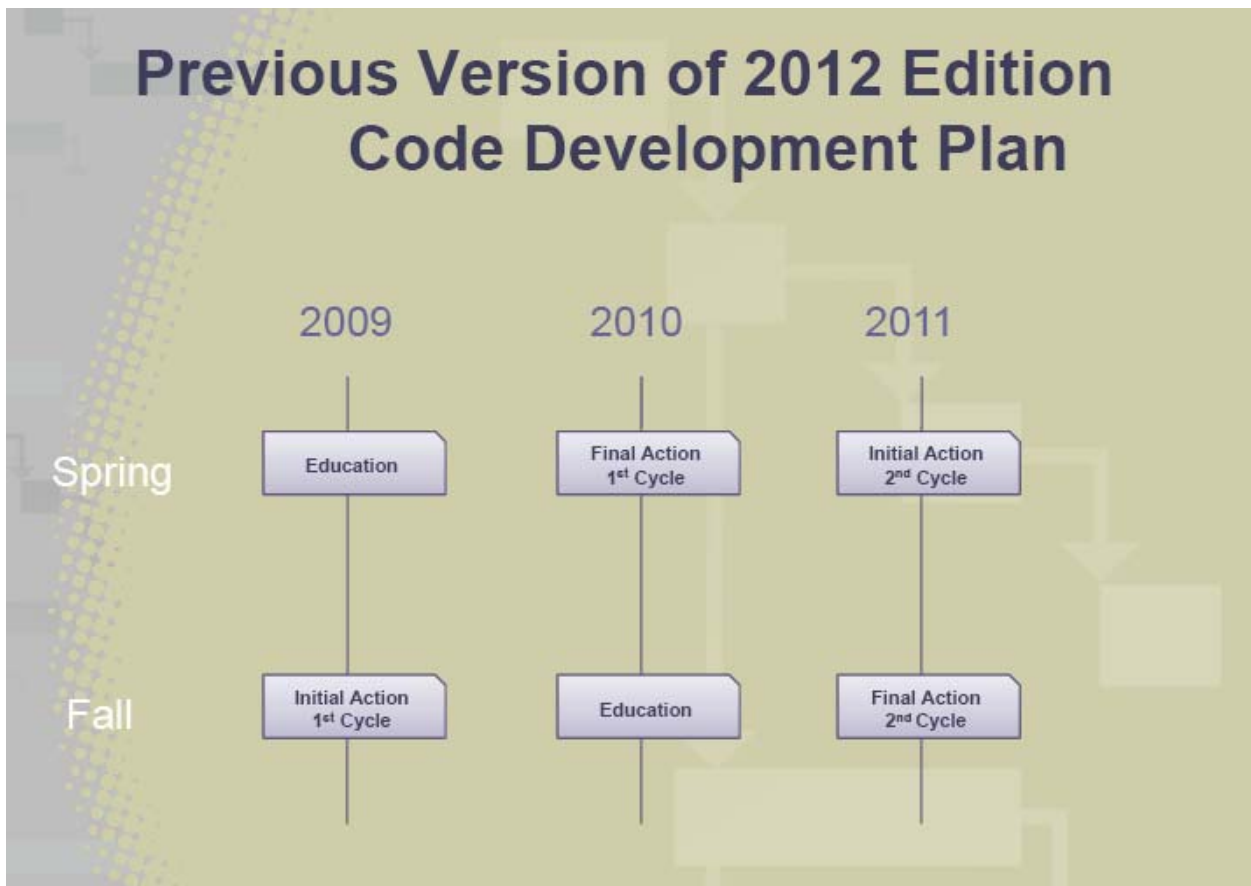 Previous Version of 2012 Edition
Code Development Plan
2009
2010
2011
Spring
Education
Final Action
1st Cycle
Initial Action
2nd Cycle
Fall
Initial Action
1st Cycle
Education
Final Action
2nd Cycle